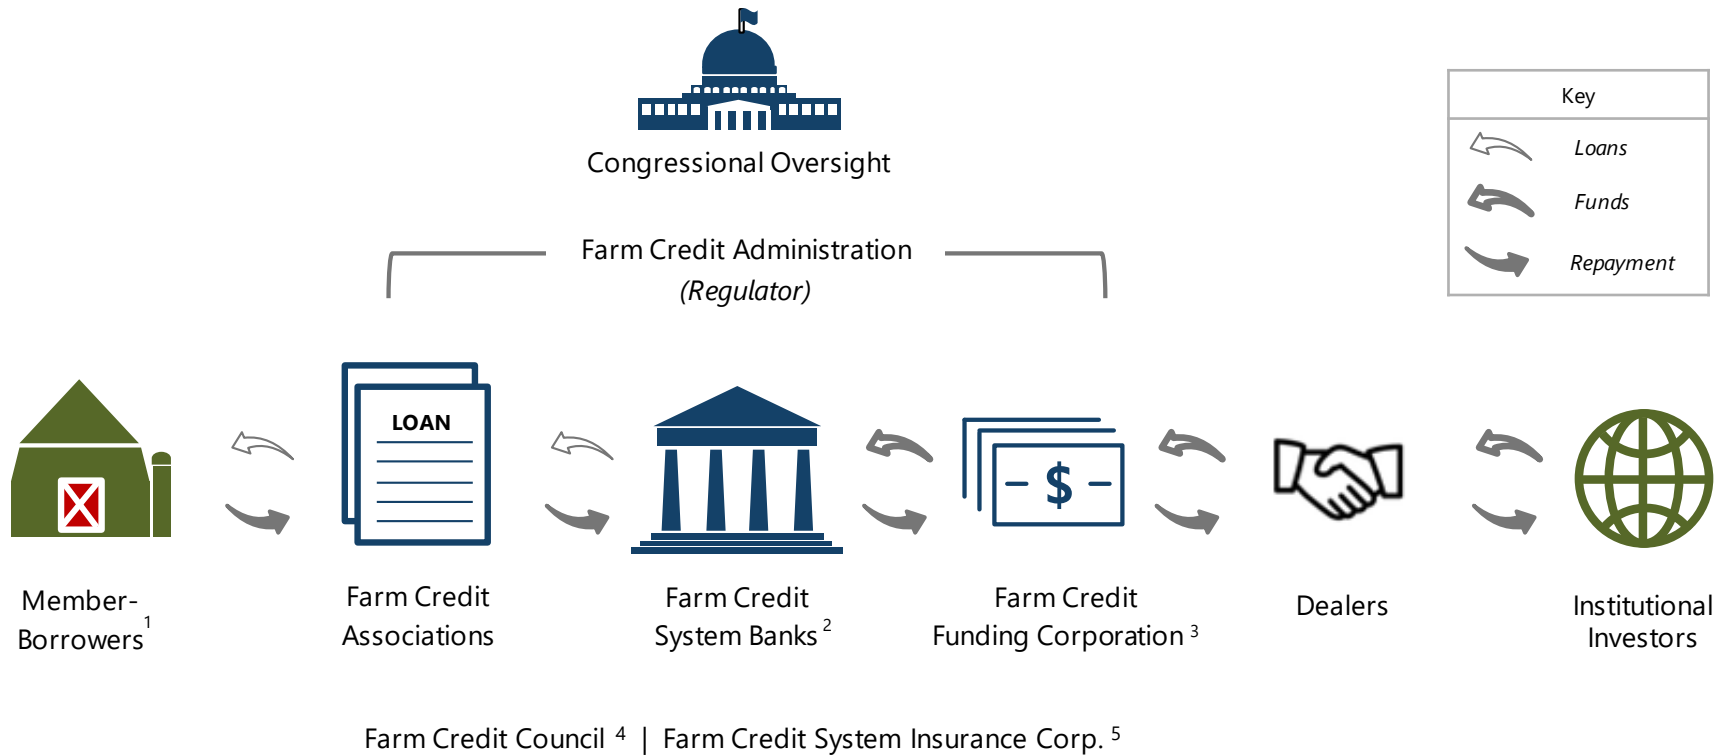 Congressional Oversight
Key
Loans
Funds
Repayment
Farm Credit Administration
(Regulator)
LOAN
$
Member-
Borrowers 1
Farm Credit
Associations
Farm Credit
System Banks 2
Farm Credit
Funding Corporation 3
Dealers
Institutional
Investors
Farm Credit Council 4 | Farm Credit System Insurance Corp. 5